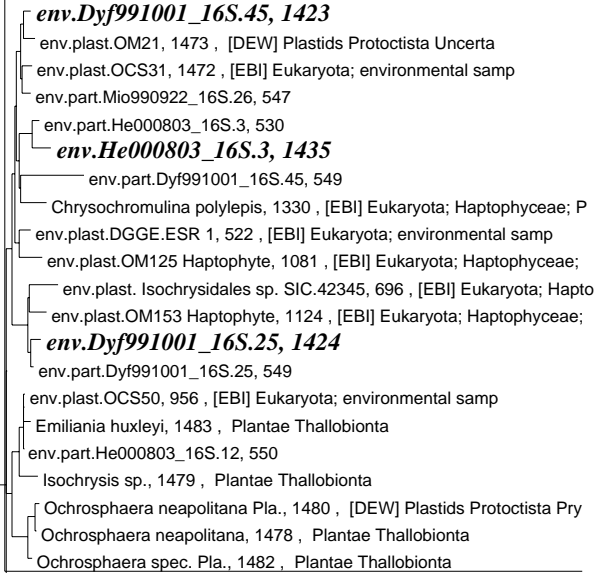 env.Dyf991001_16S.45, 1423
env.plast.OM21, 1473 , [DEW] Plastids Protoctista Uncerta
env.plast.OCS31, 1472 , [EBI] Eukaryota; environmental samp
env.part.Mio990922_16S.26, 547
env.part.He000803_16S.3, 530
env.He000803_16S.3, 1435
env.part.Dyf991001_16S.45, 549
Chrysochromulina polylepis, 1330 , [EBI] Eukaryota; Haptophyceae; P
env.plast.DGGE.ESR 1, 522 , [EBI] Eukaryota; environmental samp
env.plast.OM125 Haptophyte, 1081 , [EBI] Eukaryota; Haptophyceae;
env.plast. Isochrysidales sp. SIC.42345, 696 , [EBI] Eukaryota; Hapto
env.plast.OM153 Haptophyte, 1124 , [EBI] Eukaryota; Haptophyceae;
env.Dyf991001_16S.25, 1424
env.part.Dyf991001_16S.25, 549
env.plast.OCS50, 956 , [EBI] Eukaryota; environmental samp
Emiliania huxleyi, 1483 , Plantae Thallobionta
env.part.He000803_16S.12, 550
Isochrysis sp., 1479 , Plantae Thallobionta
Ochrosphaera neapolitana Pla., 1480 , [DEW] Plastids Protoctista Pry
Ochrosphaera neapolitana, 1478 , Plantae Thallobionta
Ochrosphaera spec. Pla., 1482 , Plantae Thallobionta